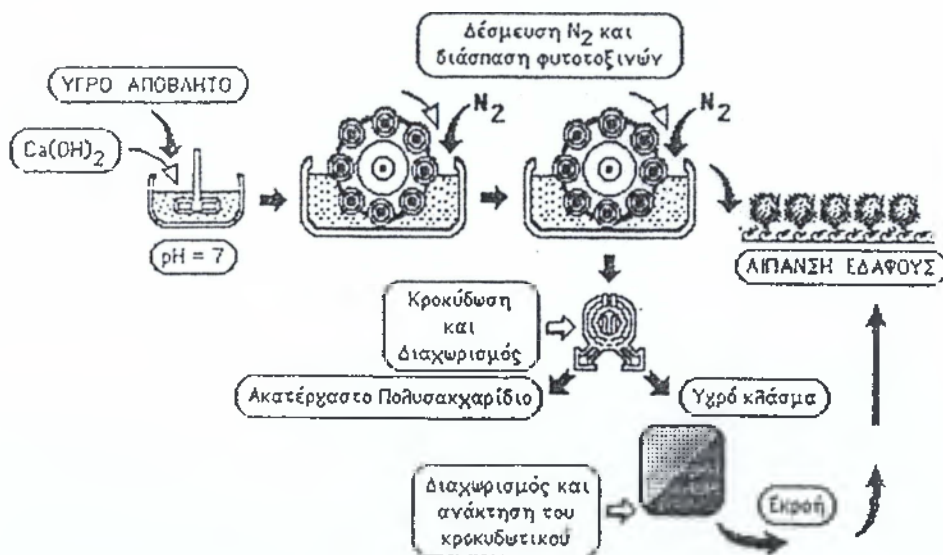 Δέσμευση N2 και
διάσπαση φυτοτοξινών
ΥΓΡΟ ΑΠΟΒΛΗΤΟ
Ca(OH)2
N2
N2
pH = 7
ΛΙΠΑΝΣΗ ΕΔΑΦΟΥΣ
Κροκύδωση
και
Διαχωρισμός
Ακατέργαστο Πολυσακχαρίδιο
Υγρό κλάσμα
Διαχωρισμός και
ανάκτηση του
κροκυδωτικού
Εκροή